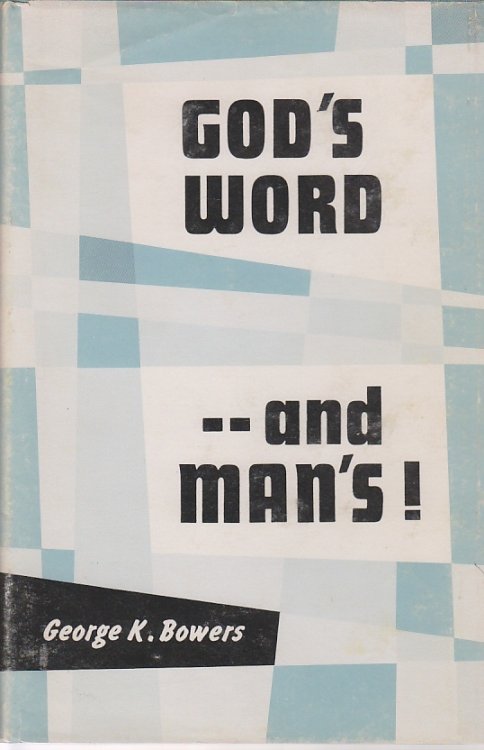 GOD'S
WORD
--and
MAN'S!
George K. Bowers